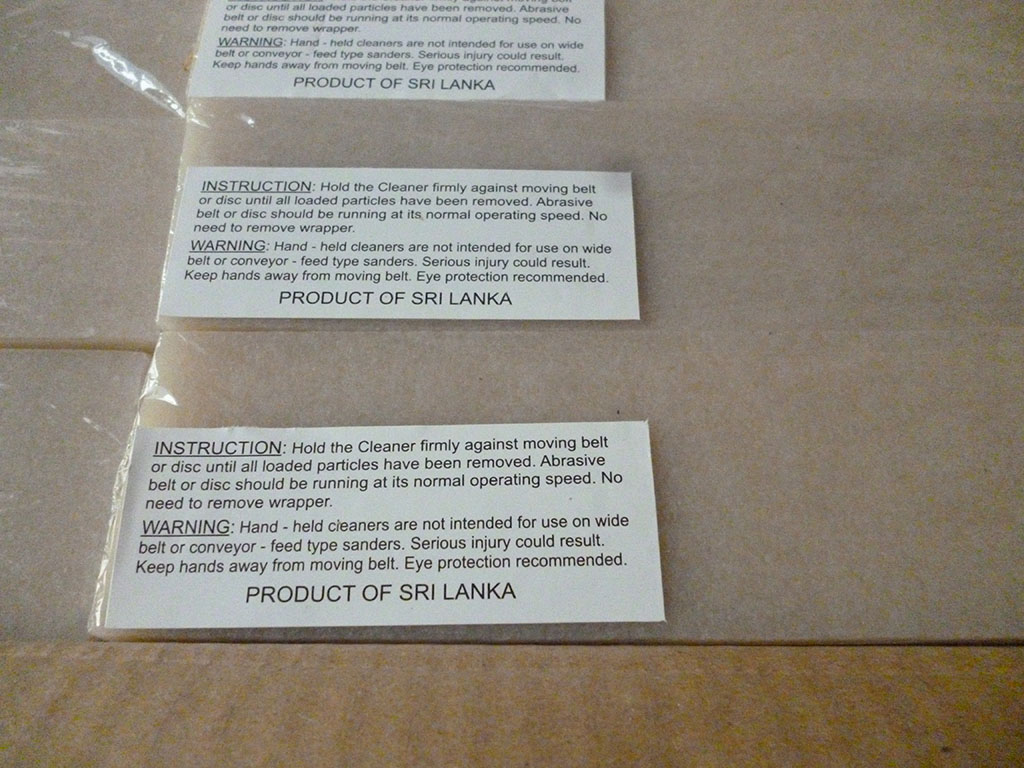 or disc until all loaded particles have been removed. Abrasive
belt or disc should be running at its normal operating speed. No
need to remove wrapper.
WARNING: Hand - held cleaners are not intended for use on wide
belt or conveyor - feed type sanders. Serious injury could result.
Keep hands away from moving belt. Eye protection recommended.
PRODUCT OF SRI LANKA
INSTRUCTION: Hold the Cleaner firmly against moving belt
or disc until all loaded particles have been removed. Abrasive
belt or disc should be running at its normal operating speed. No
need to remove wrapper.
WARNING: Hand - held cleaners are not intended for use on wide
belt or conveyor - feed type sanders. Serious injury could result.
Keep hands away from moving belt. Eye protection recommended.
PRODUCT OF SRI LANKA
INSTRUCTION: Hold the Cleaner firmly against moving belt
or disc until all loaded particles have been removed. Abrasive
belt or disc should be running at its normal operating speed. No
need to remove wrapper.
WARNING: Hand - held cleaners are not intended for use on wide
belt or conveyor - feed type sanders. Serious injury could result.
Keep hands away from moving belt. Eye protection recommended.
PRODUCT OF SRI LANKA